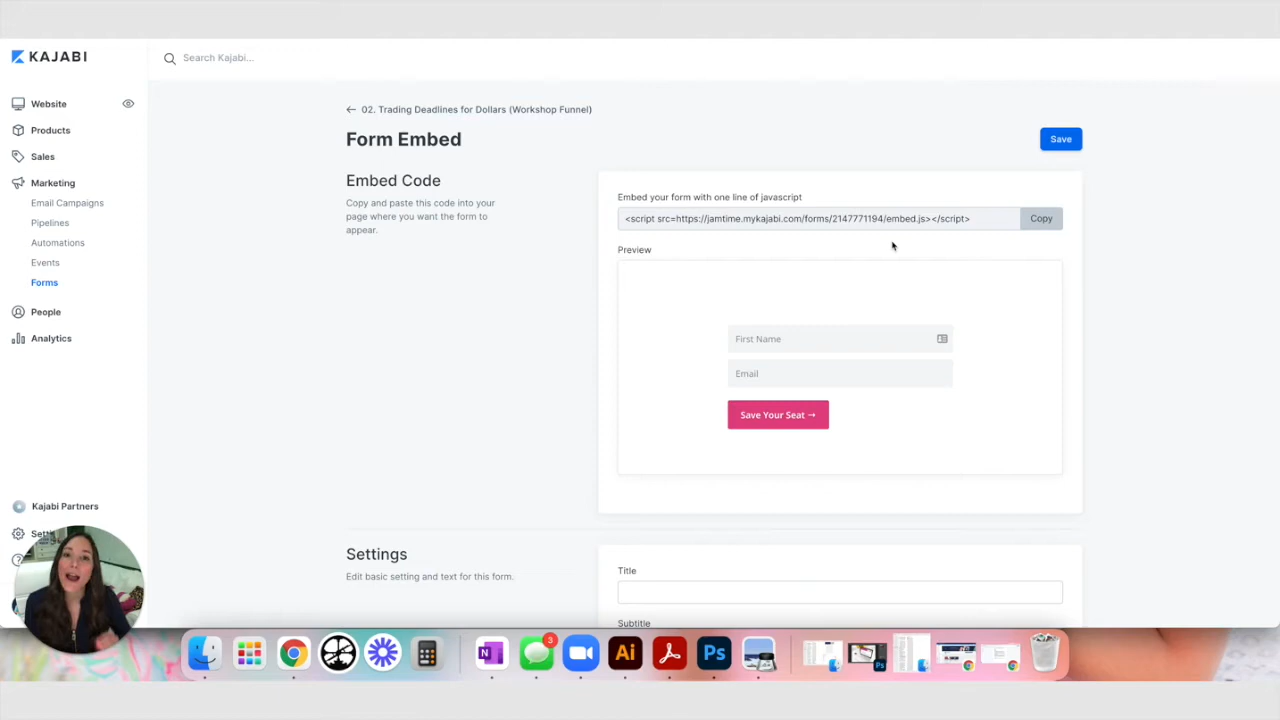 KAJABI
Search Kajabi...
Website
Products
Sales
Marketing
Email Campaigns
Pipelines
Automations
Events
Forms
People
Analytics
Kajabi Partners
← 02. Trading Deadlines for Dollars (Workshop Funnel)
Form Embed
Save
Embed Code
Copy and paste this code into your
page where you want the form to
appear.
Embed your form with one line of javascript
<script src=https://jamtime.mykajabi.com/forms/2147771194/embed.js></script>
Copy
Preview
First Name
Email
Save Your Seat →
Settings
Edit basic setting and text for this form.
Title
Subtitle
N
3
Ai
Ps
Ps